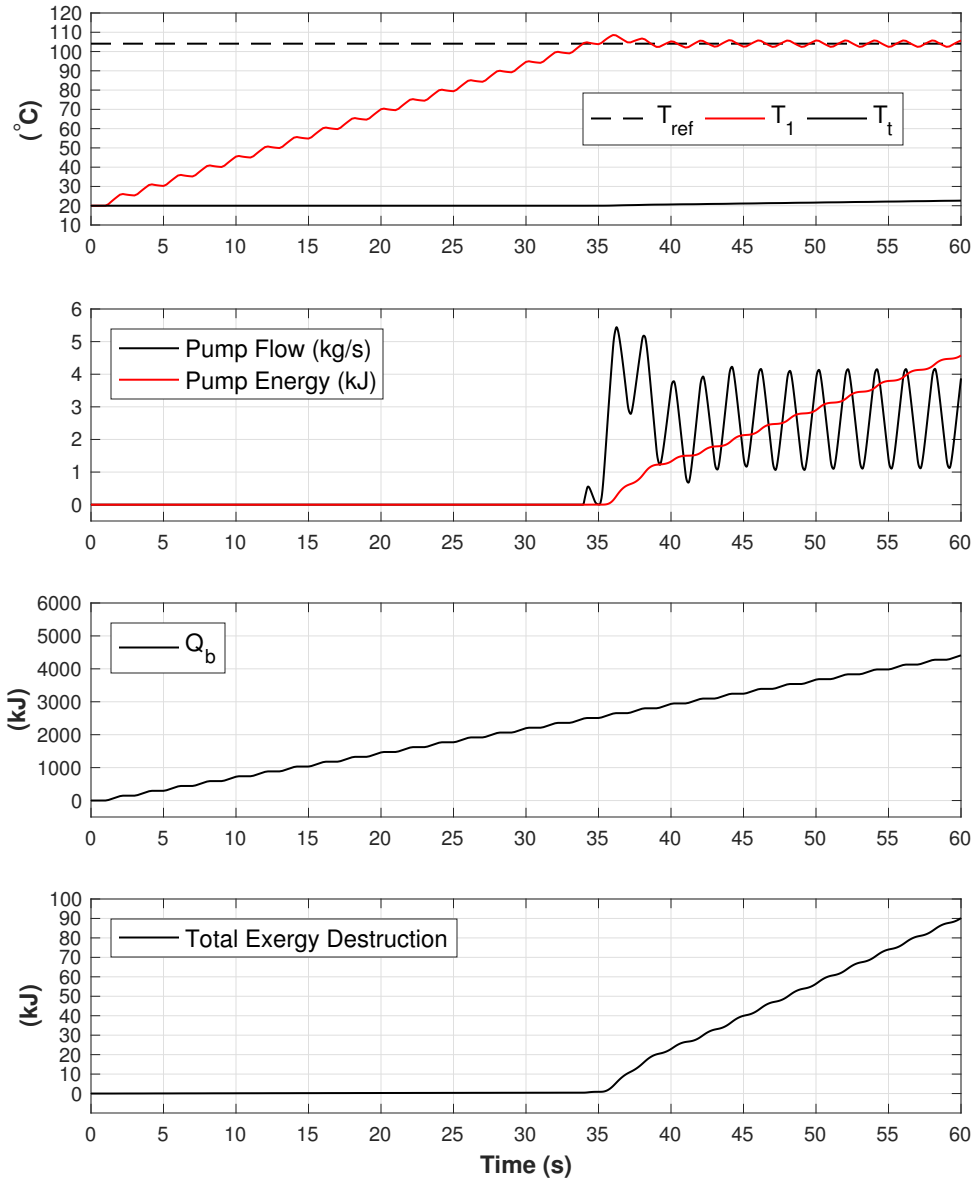 120
110
100
90
80
70
60
50
40
30
20
10
(°C)
T_ref T_1 T_t
0 5 10 15 20 25 30 35 40 45 50 55 60
6
5
4
3
2
1
0
Pump Flow (kg/s)
Pump Energy (kJ)
0 5 10 15 20 25 30 35 40 45 50 55 60
6000
5000
4000
3000
2000
1000
0
(kJ)
Q_b
0 5 10 15 20 25 30 35 40 45 50 55 60
100
90
80
70
60
50
40
30
20
10
0
(kJ)
Total Exergy Destruction
0 5 10 15 20 25 30 35 40 45 50 55 60
Time (s)